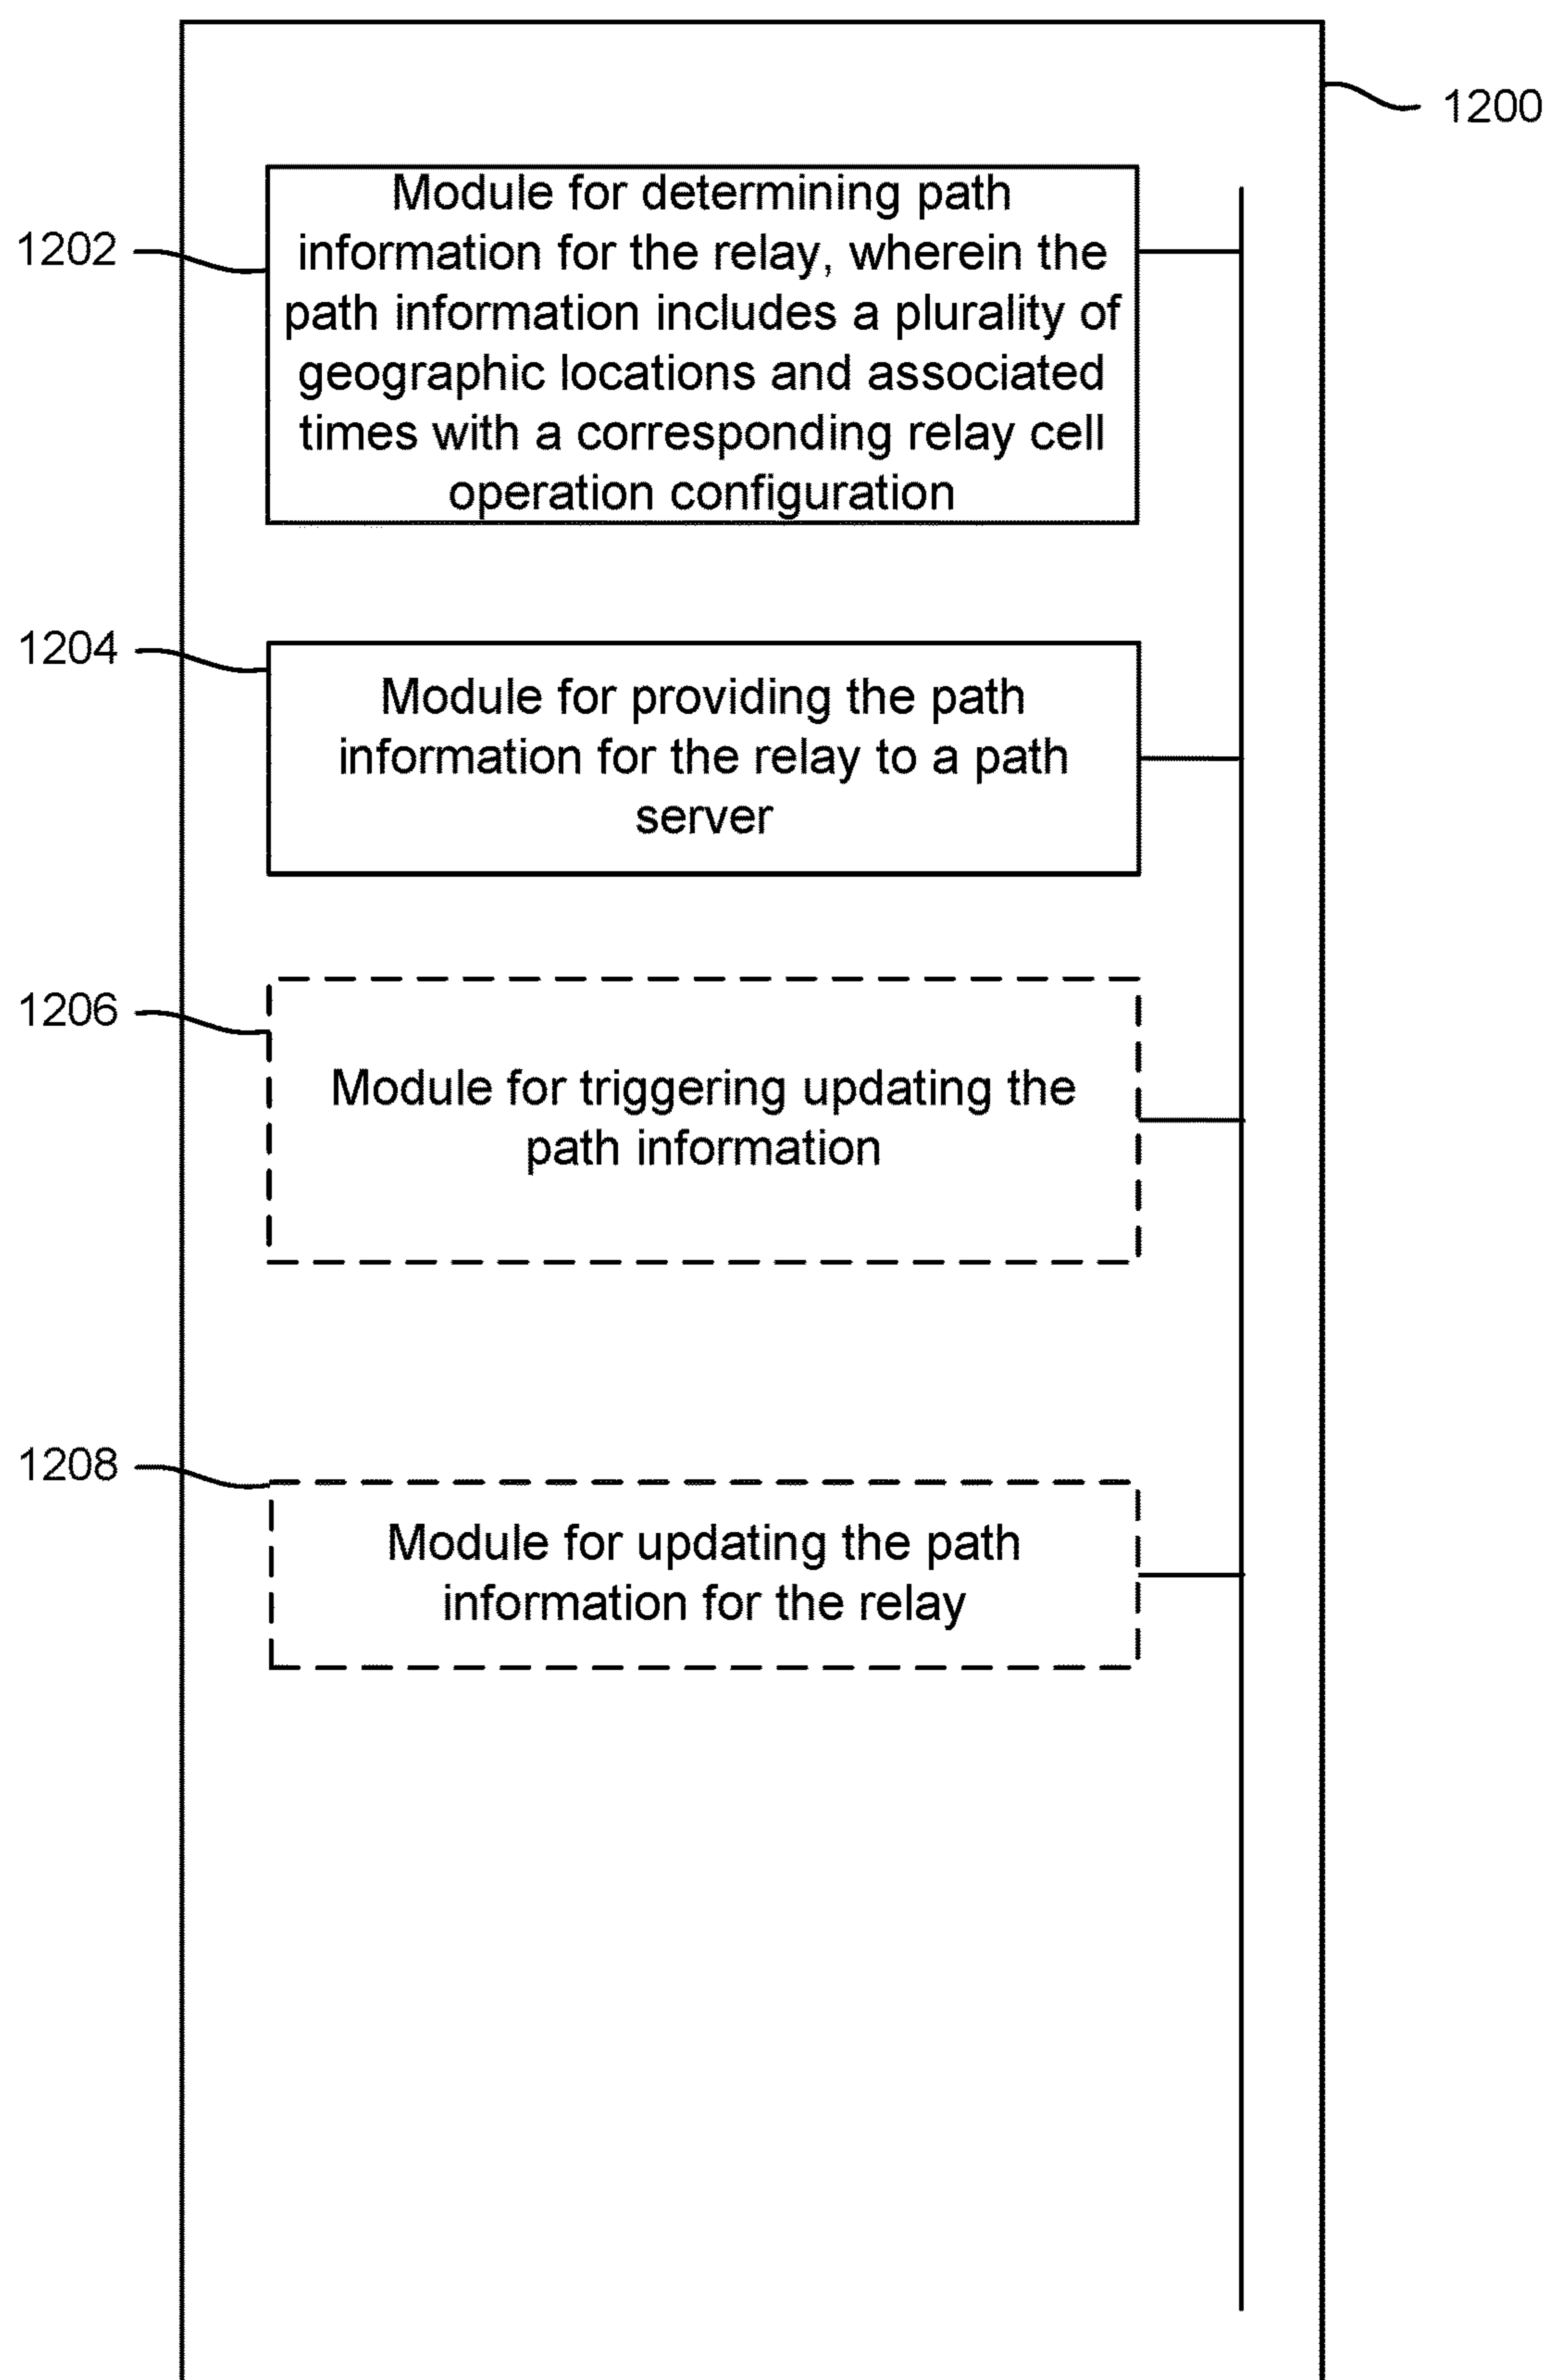 1200
1202
Module for determining path
information for the relay, wherein the
path information includes a plurality of
geographic locations and associated
times with a corresponding relay cell
operation configuration
1204
Module for providing the path
information for the relay to a path
server
1206
Module for triggering updating the
path information
1208
Module for updating the path
information for the relay